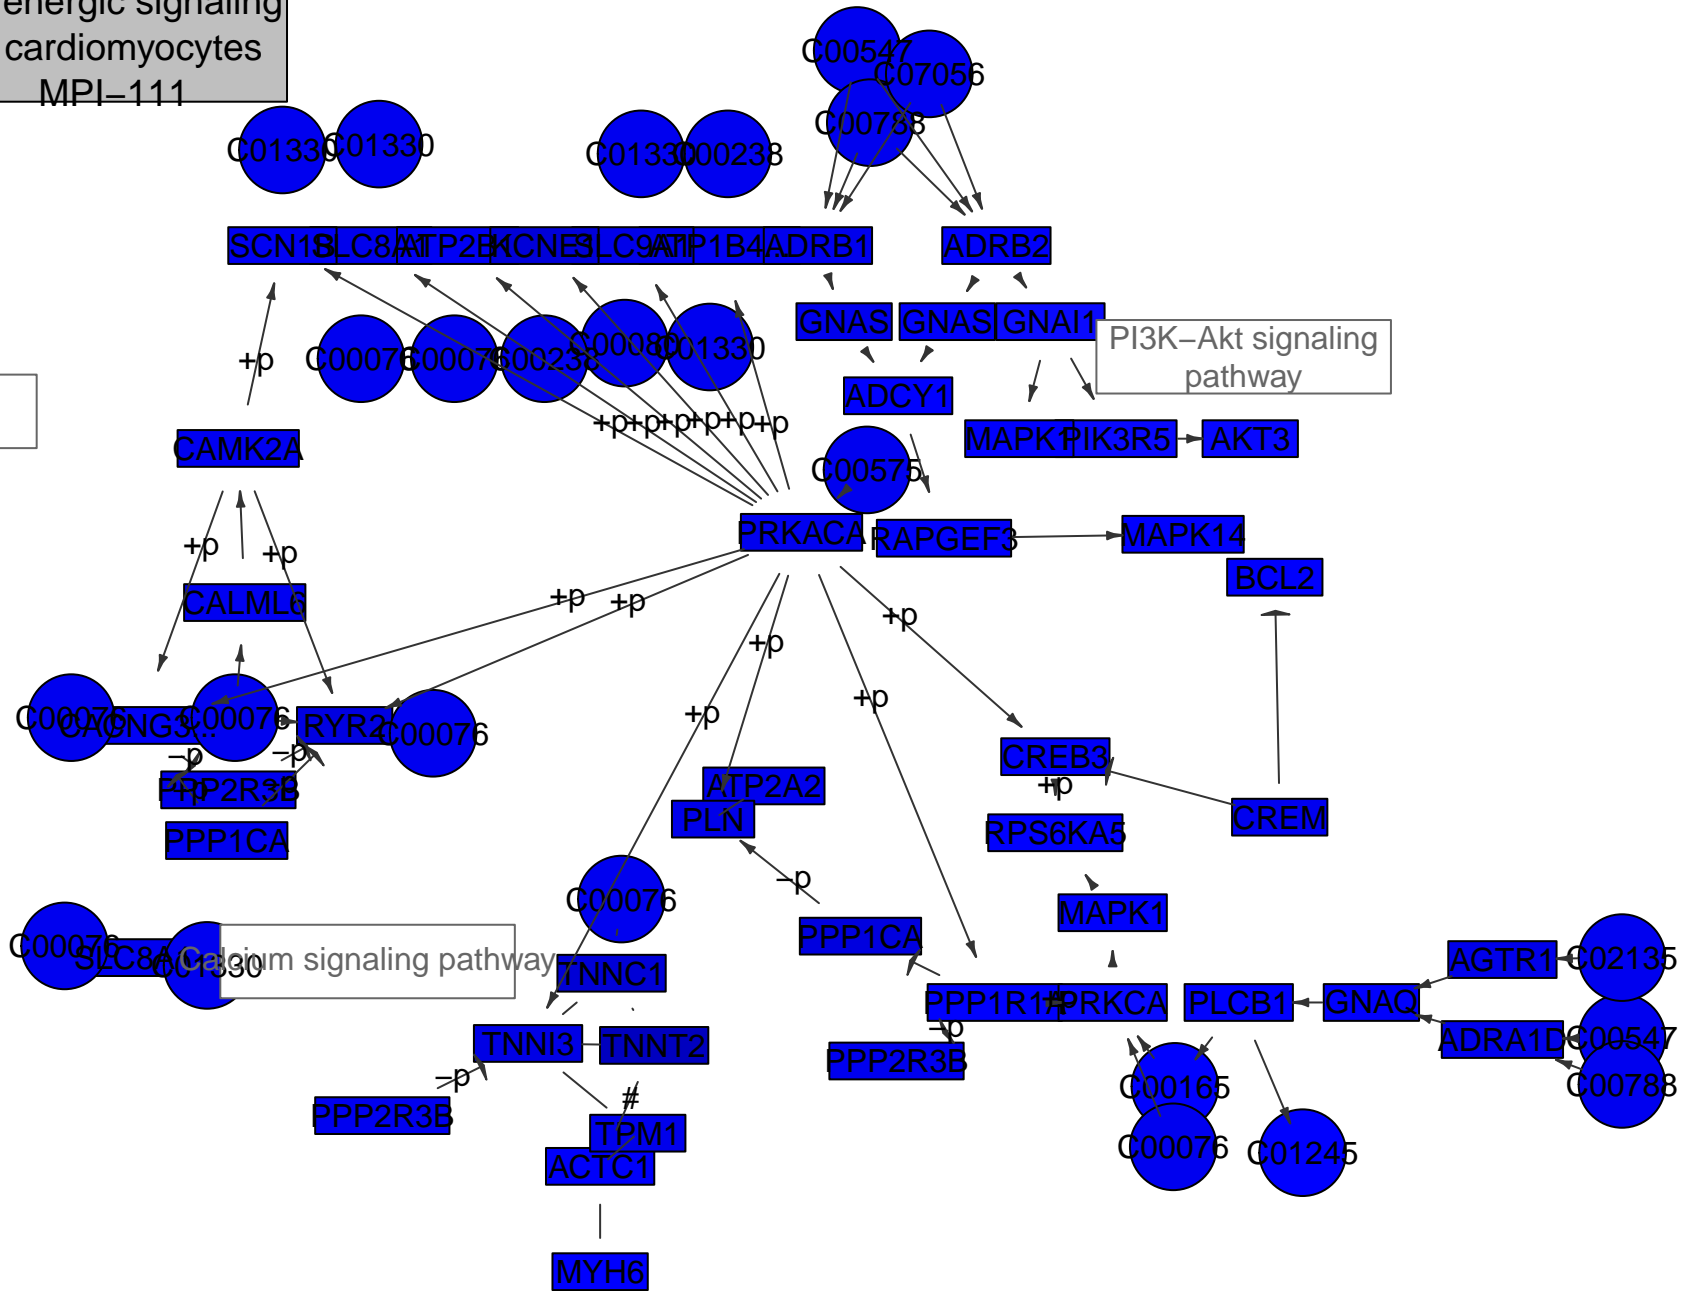 energic signaling
cardiomyocytes
MPI–111
C00547
C07056
C00788
C01330
C01330
C01330
C00238
SCN1B
SLC8A1
ATP2B1
KCNE1
SLC9A1
ATP1B4...
ADRB1
ADRB2
GNAS
GNAS
GNAI1
PI3K–Akt signaling
pathway
C00076
C00076
C00238
C00080
C01330
+p
ADCY1
+p
+p
+p
+p
+p
+p
CAMK2A
MAPK1
PIK3R5
AKT3
C00575
PRKACA
RAPGEF3
MAPK14
+p
+p
BCL2
CALML6
+p
+p
+p
+p
+p
+p
C00076
CACNG3...
C00076
RYR2
C00076
–p
–p
CREB3
+p
PPP2R3B
+p
+p
ATP2A2
PLN
CREM
RPS6KA5
PPP1CA
–p
C00076
MAPK1
PPP1CA
C00076
SLC8A1
C01330
Calcium signaling pathway
TNNC1
AGTR1
C02135
PPP1R1A
+p
PRKCA
PLCB1
GNAQ
–p
TNNI3
TNNT2
ADRA1D
C00547
PPP2R3B
–p
C00165
C00788
#
PPP2R3B
TPM1
C00076
C01245
ACTC1
MYH6